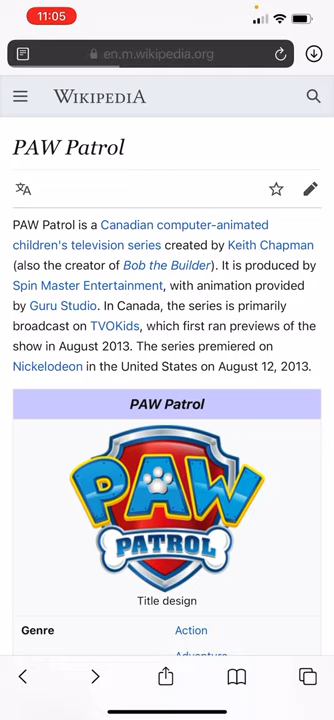 11:05
en.m.wikipedia.org
WIKIPEDIA
PAW Patrol
PAW Patrol is a Canadian computer-animated
children's television series created by Keith Chapman
(also the creator of Bob the Builder). It is produced by
Spin Master Entertainment, with animation provided
by Guru Studio. In Canada, the series is primarily
broadcast on TVOKids, which first ran previews of the
show in August 2013. The series premiered on
Nickelodeon in the United States on August 12, 2013.
PAW Patrol
PAW
PATROL
Title design
Genre Action
Adventure